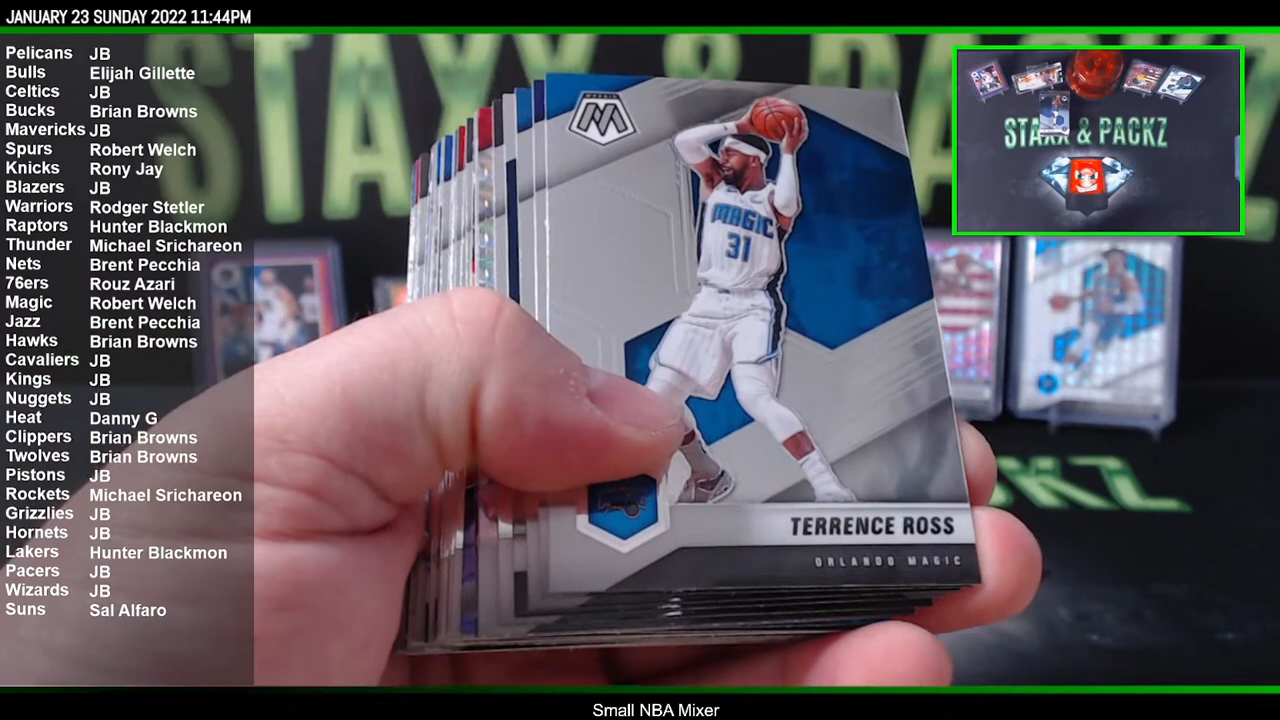 JANUARY 23 SUNDAY 2022 11:44PM
STAXX & PACKZ
Pelicans JB
Bulls Elijah Gillette
Celtics JB
Bucks Brian Browns
Mavericks JB
Spurs Robert Welch
Knicks Rony Jay
Blazers JB
Warriors Rodger Stetler
Raptors Hunter Blackmon
Thunder Michael Srichareon
Nets Brent Pecchia
76ers Rouz Azari
Magic Robert Welch
Jazz Brent Pecchia
Hawks Brian Browns
Cavaliers JB
Kings JB
Nuggets JB
Heat Danny G
Clippers Brian Browns
Twolves Brian Browns
Pistons JB
Rockets Michael Srichareon
Grizzlies JB
Hornets JB
Lakers Hunter Blackmon
Pacers JB
Wizards JB
Suns Sal Alfaro
STAXX & PACKZ
MOSAIC
MAGIC
31
TERRENCE ROSS
ORLANDO MAGIC
KZ
Small NBA Mixer